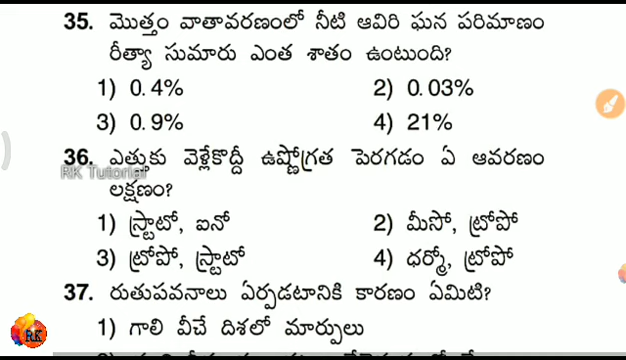 35. మొత్తం వాతావరణంలో నీటి ఆవిరి ఘన పరిమాణం
రీత్యా సుమారు ఎంత శాతం ఉంటుంది?
1) 0.4% 2) 0.03%
3) 0.9% 4) 21%
36. ఎత్తుకు వెళ్లేకొద్దీ ఉష్ణోగ్రత పెరగడం ఏ ఆవరణం
RK Tutorial
లక్షణం?
1) స్ట్రాటో, ఐనో 2) మీసో, ట్రోపో
3) ట్రోపో, స్ట్రాటో 4) థర్మో, ట్రోపో
37. రుతుపవనాలు ఏర్పడటానికి కారణం ఏమిటి?
1) గాలి వీచే దిశలో మార్పులు
RK